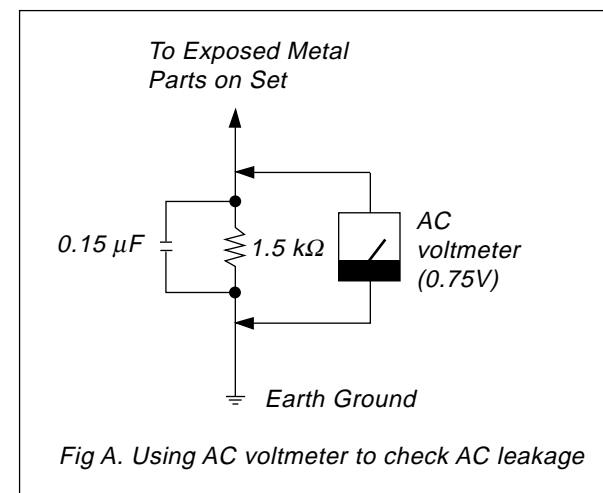 To Exposed Metal
Parts on Set
0.15 μF
1.5 kΩ
AC
voltmeter
(0.75V)
Earth Ground
Fig A. Using AC voltmeter to check AC leakage